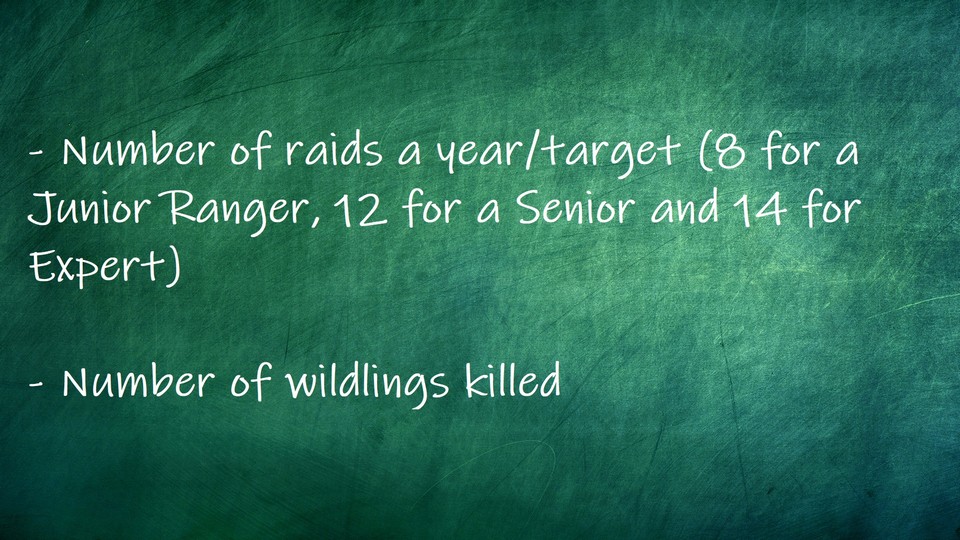 - Number of raids a year/target (8 for a
Junior Ranger, 12 for a Senior and 14 for
Expert)
- Number of wildlings killed